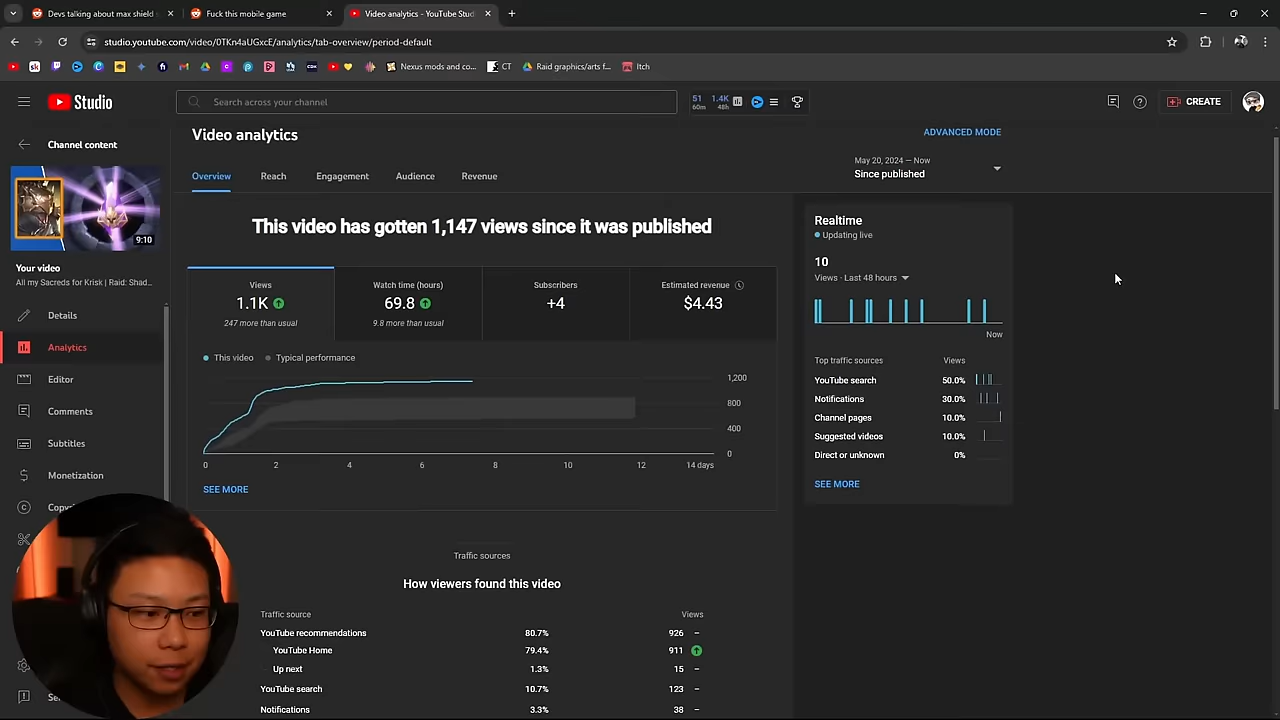 Devs talking about max shield s
Fuck this mobile game
Video analytics - YouTube Stud
studio.youtube.com/video/0TKn4aUGxcE/analytics/tab-overview/period-default
Nexus mods and co...
CT
Raid graphics/arts f...
Itch
Studio
Search across your channel
51
60m
1.4K
48h
CREATE
Channel content
9:10
Your video
All my Sacreds for Krisk | Raid: Shad...
Details
Analytics
Editor
Comments
Subtitles
Monetization
Video analytics
ADVANCED MODE
May 20, 2024 — Now
Since published
Overview
Reach
Engagement
Audience
Revenue
This video has gotten 1,147 views since it was published
Views
1.1K
247 more than usual
Watch time (hours)
69.8
9.8 more than usual
Subscribers
+4
Estimated revenue
$4.43
This video
Typical performance
1,200
800
400
0
0 2 4 6 8 10 12 14 days
SEE MORE
Traffic sources
How viewers found this video
Traffic source Views
YouTube recommendations 80.7% 926 –
YouTube Home 79.4% 911
Up next 1.3% 15 –
YouTube search 10.7% 123 –
Notifications 3.3% 38 –
Realtime
Updating live
10
Views · Last 48 hours
Now
Top traffic sources Views
YouTube search 50.0%
Notifications 30.0%
Channel pages 10.0%
Suggested videos 10.0%
Direct or unknown 0%
SEE MORE